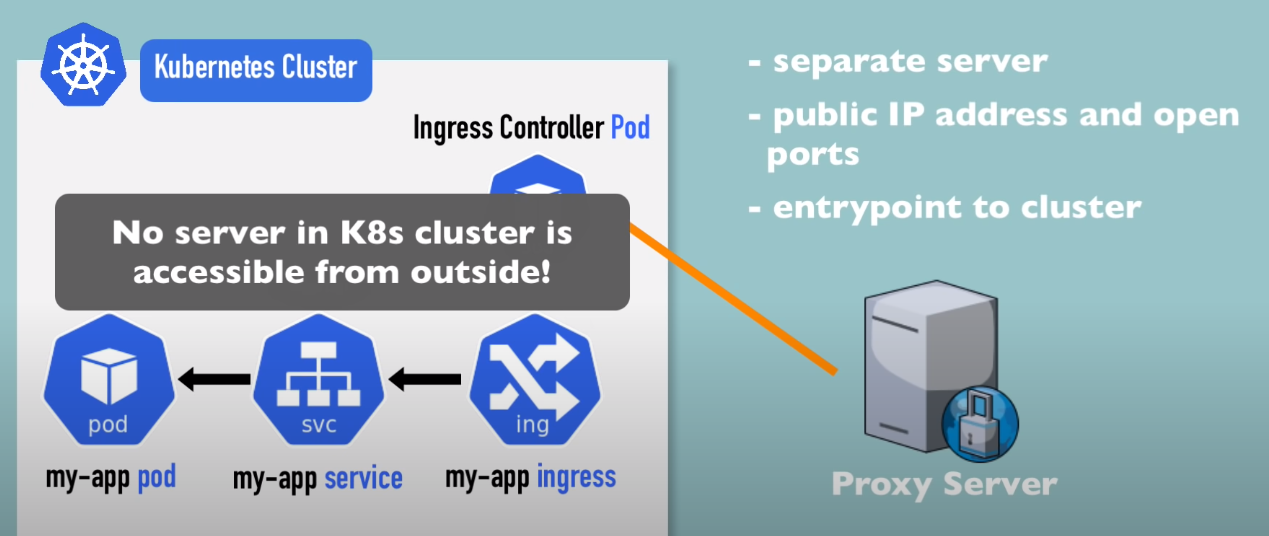 Kubernetes Cluster
Ingress Controller Pod
No server in K8s cluster is
accessible from outside!
pod
svc
ing
my-app pod
my-app service
my-app ingress
- separate server
- public IP address and open
ports
- entrypoint to cluster
Proxy Server